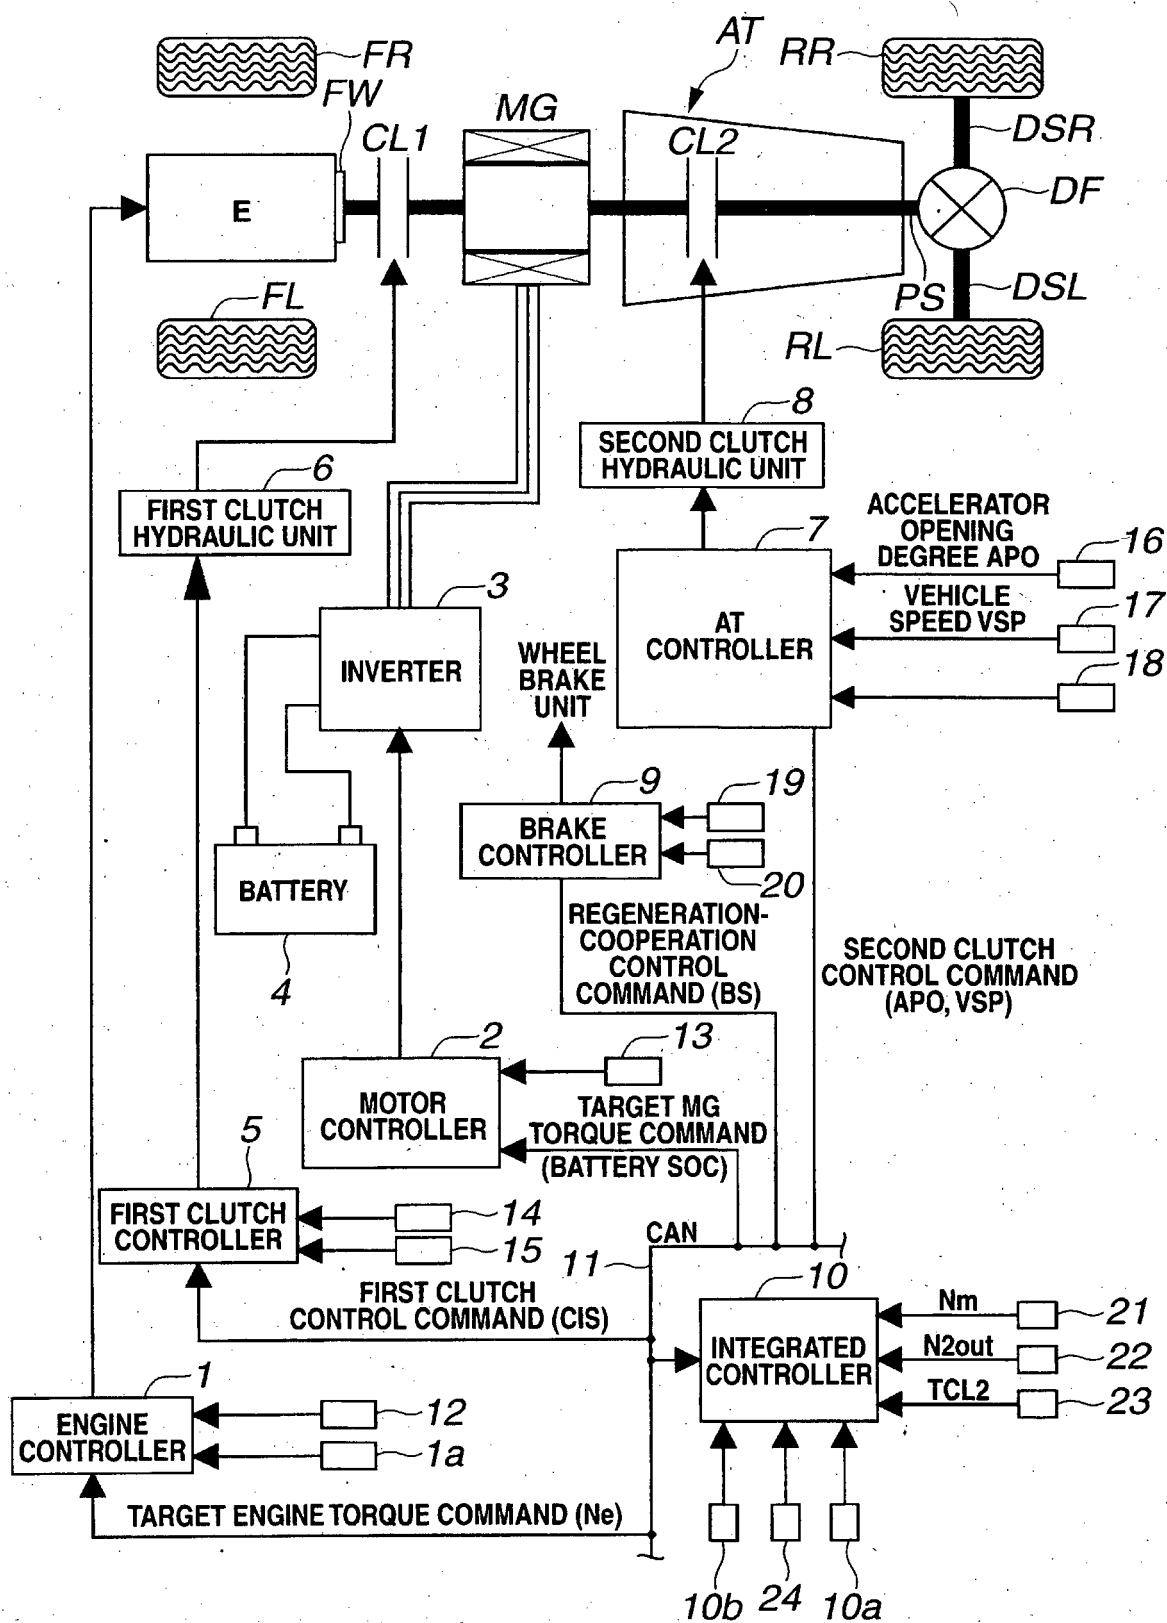 FR
FW
CL1
MG
AT
CL2
RR
DSR
DF
E
FL
PS
DSL
RL
8
SECOND CLUTCH
HYDRAULIC UNIT
6
FIRST CLUTCH
HYDRAULIC UNIT
7
AT
CONTROLLER
ACCELERATOR
OPENING
DEGREE APO
16
VEHICLE
SPEED VSP
17
18
3
INVERTER
WHEEL
BRAKE
UNIT
9
BRAKE
CONTROLLER
19
20
BATTERY
4
REGENERATION-
COOPERATION
CONTROL
COMMAND (BS)
SECOND CLUTCH
CONTROL COMMAND
(APO, VSP)
2
MOTOR
CONTROLLER
13
TARGET MG
TORQUE COMMAND
(BATTERY SOC)
5
FIRST CLUTCH
CONTROLLER
14
15
CAN
11
FIRST CLUTCH
CONTROL COMMAND (CIS)
10
INTEGRATED
CONTROLLER
Nm
21
N2out
22
TCL2
23
1
ENGINE
CONTROLLER
12
1a
TARGET ENGINE TORQUE COMMAND (Ne)
10b
24
10a